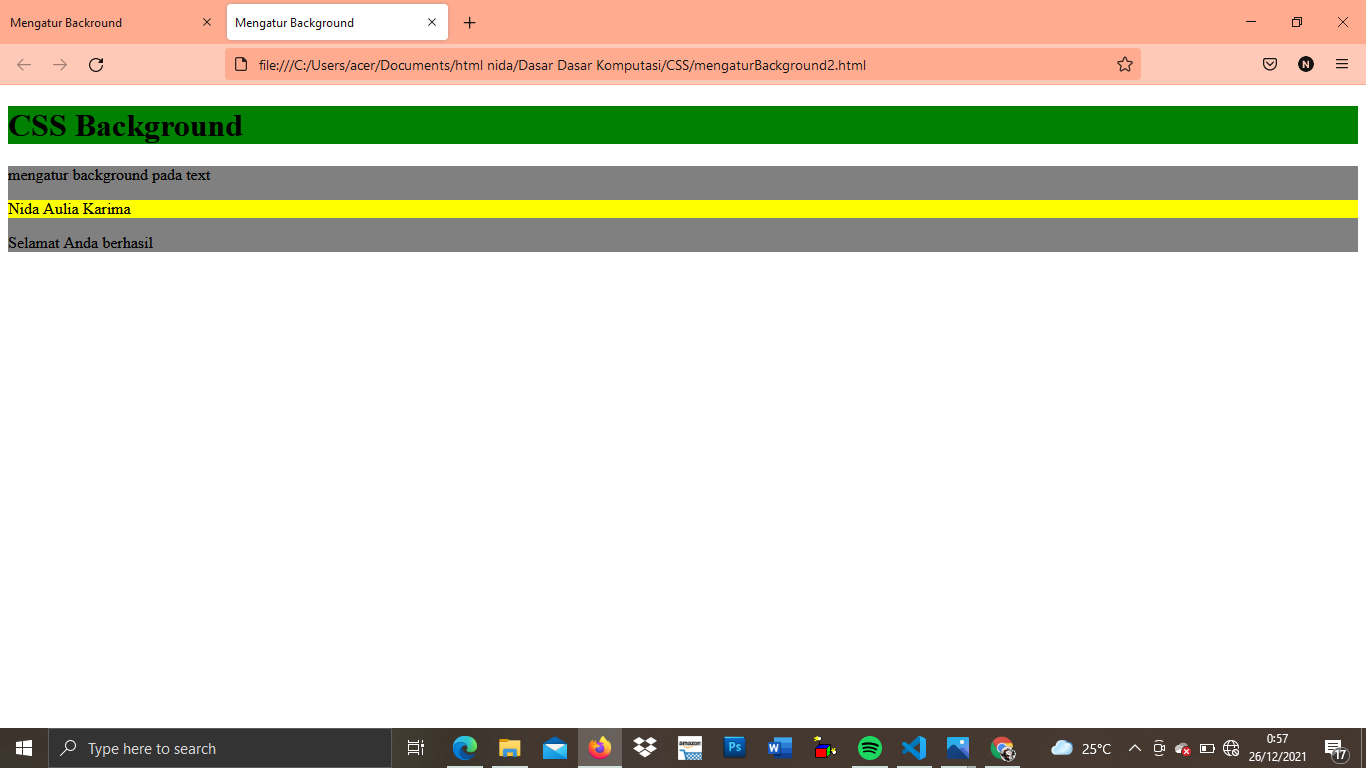 Mengatur Backround
Mengatur Background
N
file:///C:/Users/acer/Documents/html nida/Dasar Dasar Komputasi/CSS/mengaturBackground2.html
CSS Background
mengatur background pada text
Nida Aulia Karima
Selamat Anda berhasil
Type here to search
amazon
Ps
W
25°C
0:57
26/12/2021
17